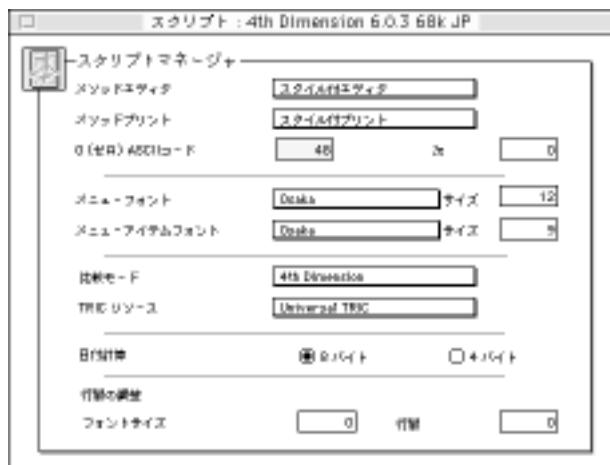 スクリプト : 4th Dimension 6.0.3 68k JP
スクリプトマネージャ
メソッドエディタ スタイル付エディタ
メソッドプリント スタイル付プリント
0 (ゼロ) ASCIIコード 48 0
メニューフォント Osaka サイズ 12
メニューアイテムフォント Osaka サイズ 9
比較モード 4th Dimension
TRIC リソース Universal TRIC
日付計算 8 バイト 4 バイト
行間の調整
フォントサイズ 0 行間 0